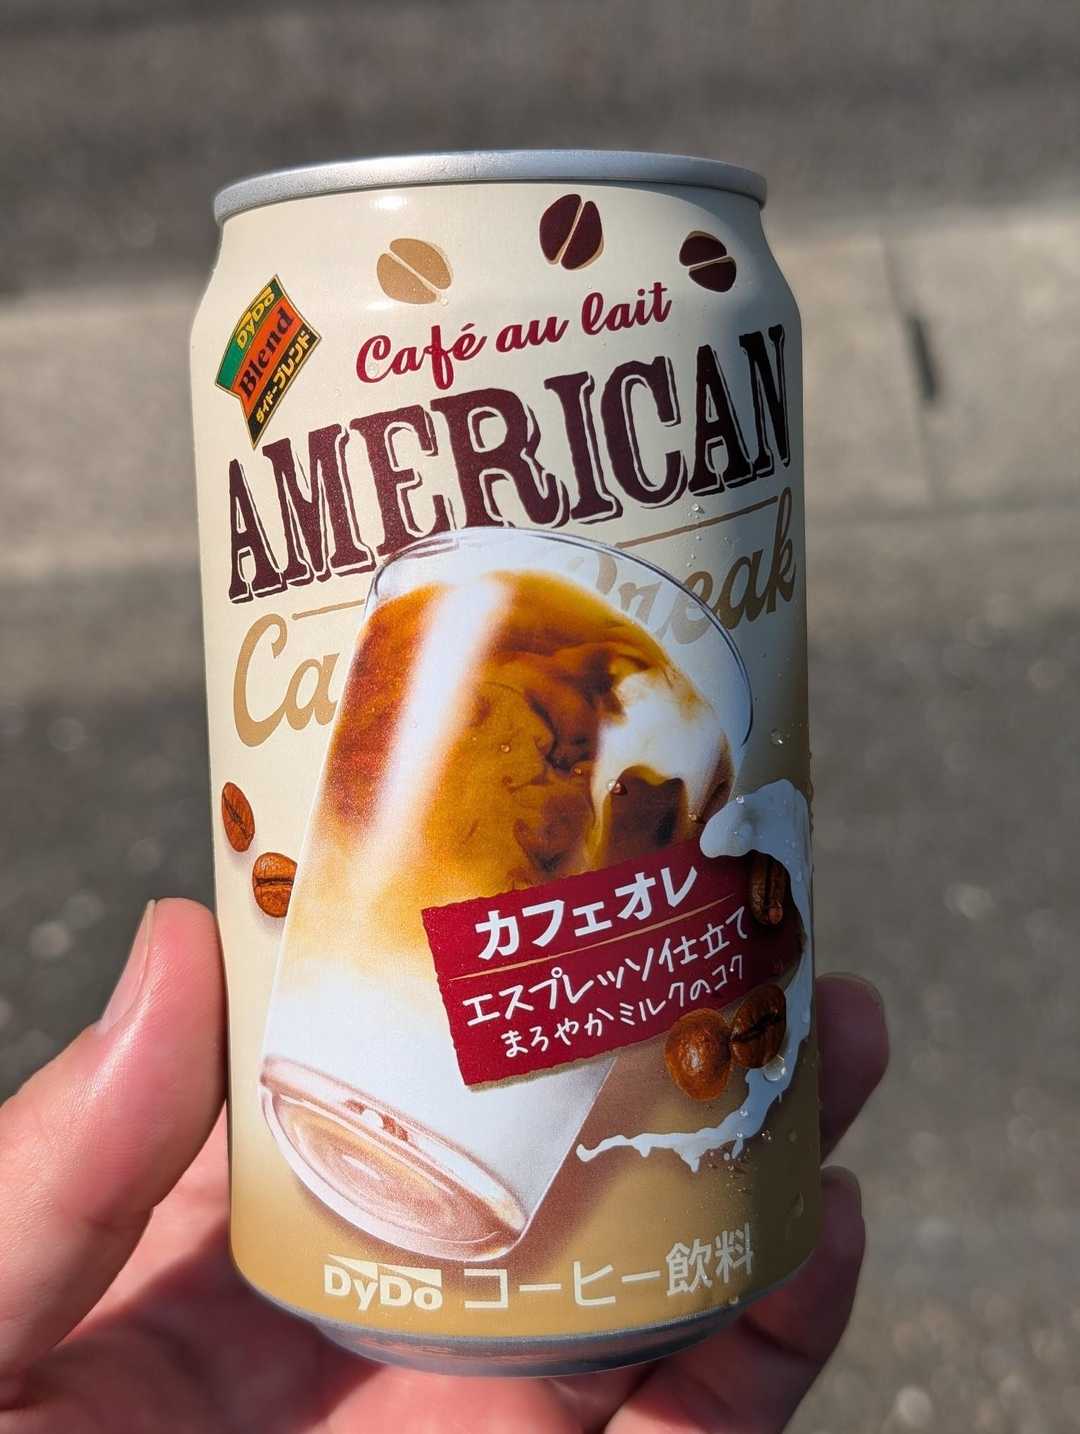 DyDo
Blend
ダイドーブレンド
Café au lait
AMERICAN
Ca Break
カフェオレ
エスプレッソ仕立て
まろやかミルクのコク
DyDo コーヒー飲料